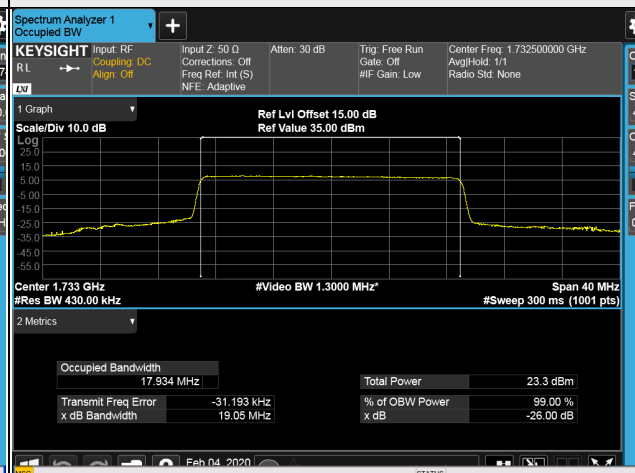 Spectrum Analyzer 1
Occupied BW
KEYSIGHT Input: RF Input Z: 50 Ω Atten: 30 dB Trig: Free Run Center Freq: 1.732500000 GHz
RL Coupling: DC Corrections: Off Gate: Off Avg|Hold: 1/1
Align: Off Freq Ref: Int (S) #IF Gain: Low Radio Std: None
LXI NFE: Adaptive
1 Graph
Ref Lvl Offset 15.00 dB
Scale/Div 10.0 dB Ref Value 35.00 dBm
Log
25.0
15.0
5.00
-5.00
-15.0
-25.0
-35.0
-45.0
-55.0
Center 1.733 GHz #Video BW 1.3000 MHz* Span 40 MHz
#Res BW 430.00 kHz #Sweep 300 ms (1001 pts)
2 Metrics
Occupied Bandwidth
17.934 MHz Total Power 23.3 dBm
Transmit Freq Error -31.193 kHz % of OBW Power 99.00 %
x dB Bandwidth 19.05 MHz x dB -26.00 dB
Feb 04, 2020
MSG STATUS